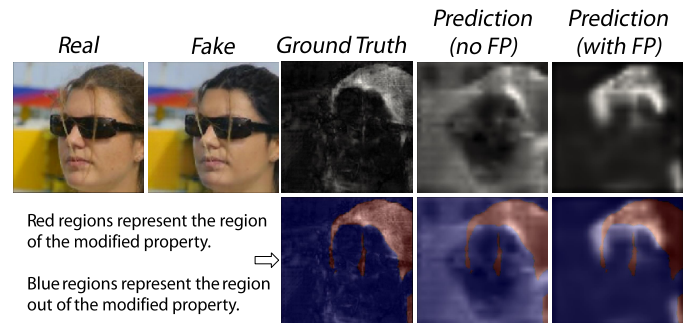 Real
Fake
Ground Truth
Prediction
(no FP)
Prediction
(with FP)
Red regions represent the region
of the modified property.
Blue regions represent the region
out of the modified property.